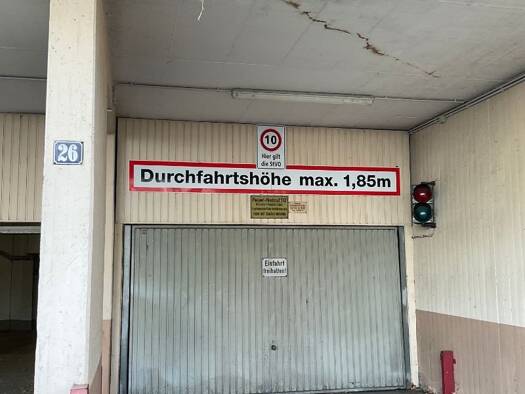 10
Hier gilt
die StVO
26
Durchfahrtshöhe max. 1,85m
Einfahrt
freihalten!